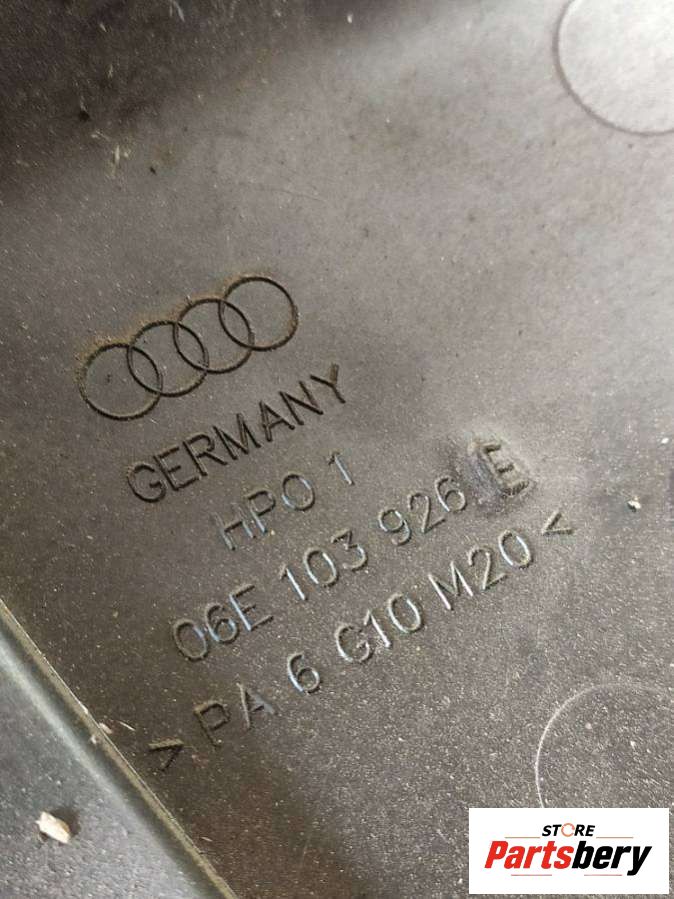 GERMANY
HPO 1
06E 103 926 E
>PA 6 G10 M20<
STORE
Partsbery